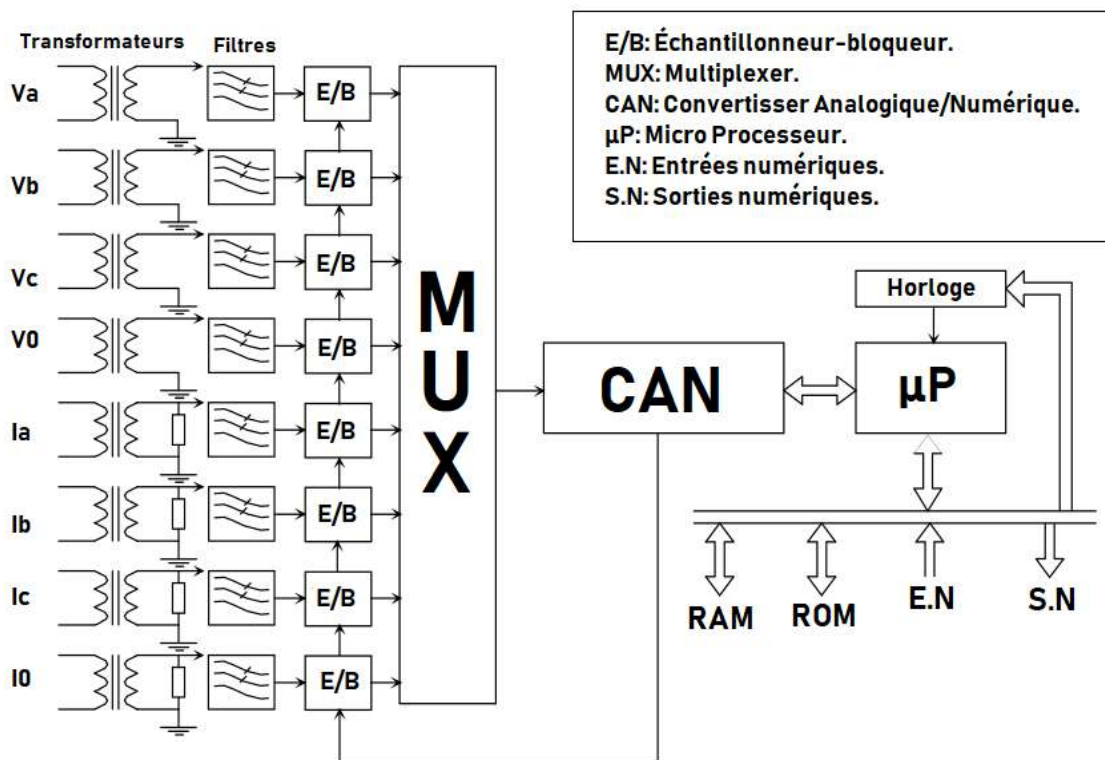 Transformateurs
Filtres
E/B: Échantillonneur-bloqueur.
MUX: Multiplexer.
CAN: Convertisser Analogique/Numérique.
µP: Micro Processeur.
E.N: Entrées numériques.
S.N: Sorties numériques.
Va
E/B
Vb
E/B
Vc
E/B
V0
E/B
Ia
E/B
Ib
E/B
Ic
E/B
I0
E/B
M
U
X
CAN
Horloge
µP
RAM
ROM
E.N
S.N